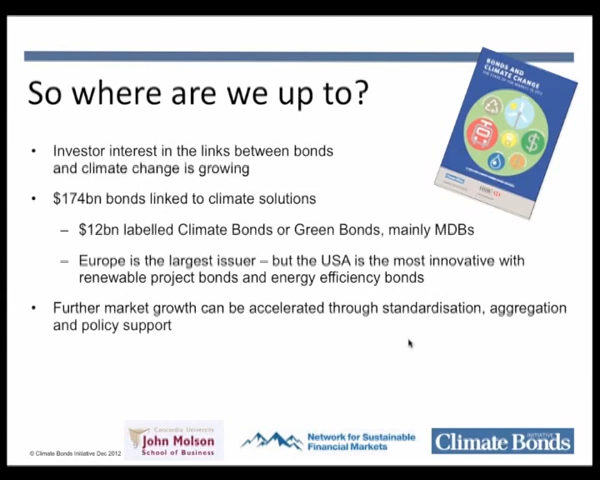 So where are we up to?
BONDS AND
CLIMATE CHANGE
• Investor interest in the links between bonds
and climate change is growing
• $174bn bonds linked to climate solutions
– $12bn labelled Climate Bonds or Green Bonds, mainly MDBs
– Europe is the largest issuer – but the USA is the most innovative with
renewable project bonds and energy efficiency bonds
• Further market growth can be accelerated through standardisation, aggregation
and policy support
© Climate Bonds Initiative Dec 2012
Concordia University
John Molson
School of Business
Network for Sustainable
Financial Markets
INITIATIVE
Climate Bonds